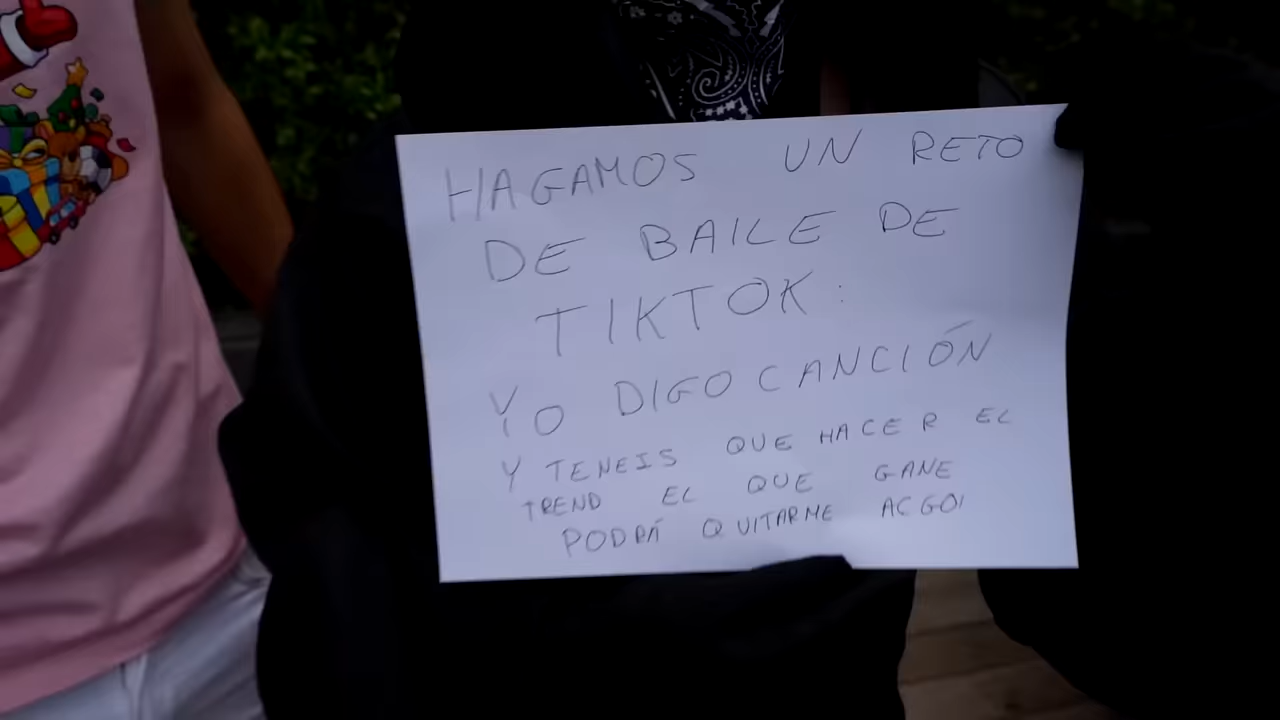 HAGAMOS UN RETO
DE BAILE DE
TIKTOK:
YO DIGO CANCIÓN
Y TENEIS QUE HACER EL
TREND EL QUE GANE
PODRÁ QUITARME ACGO!